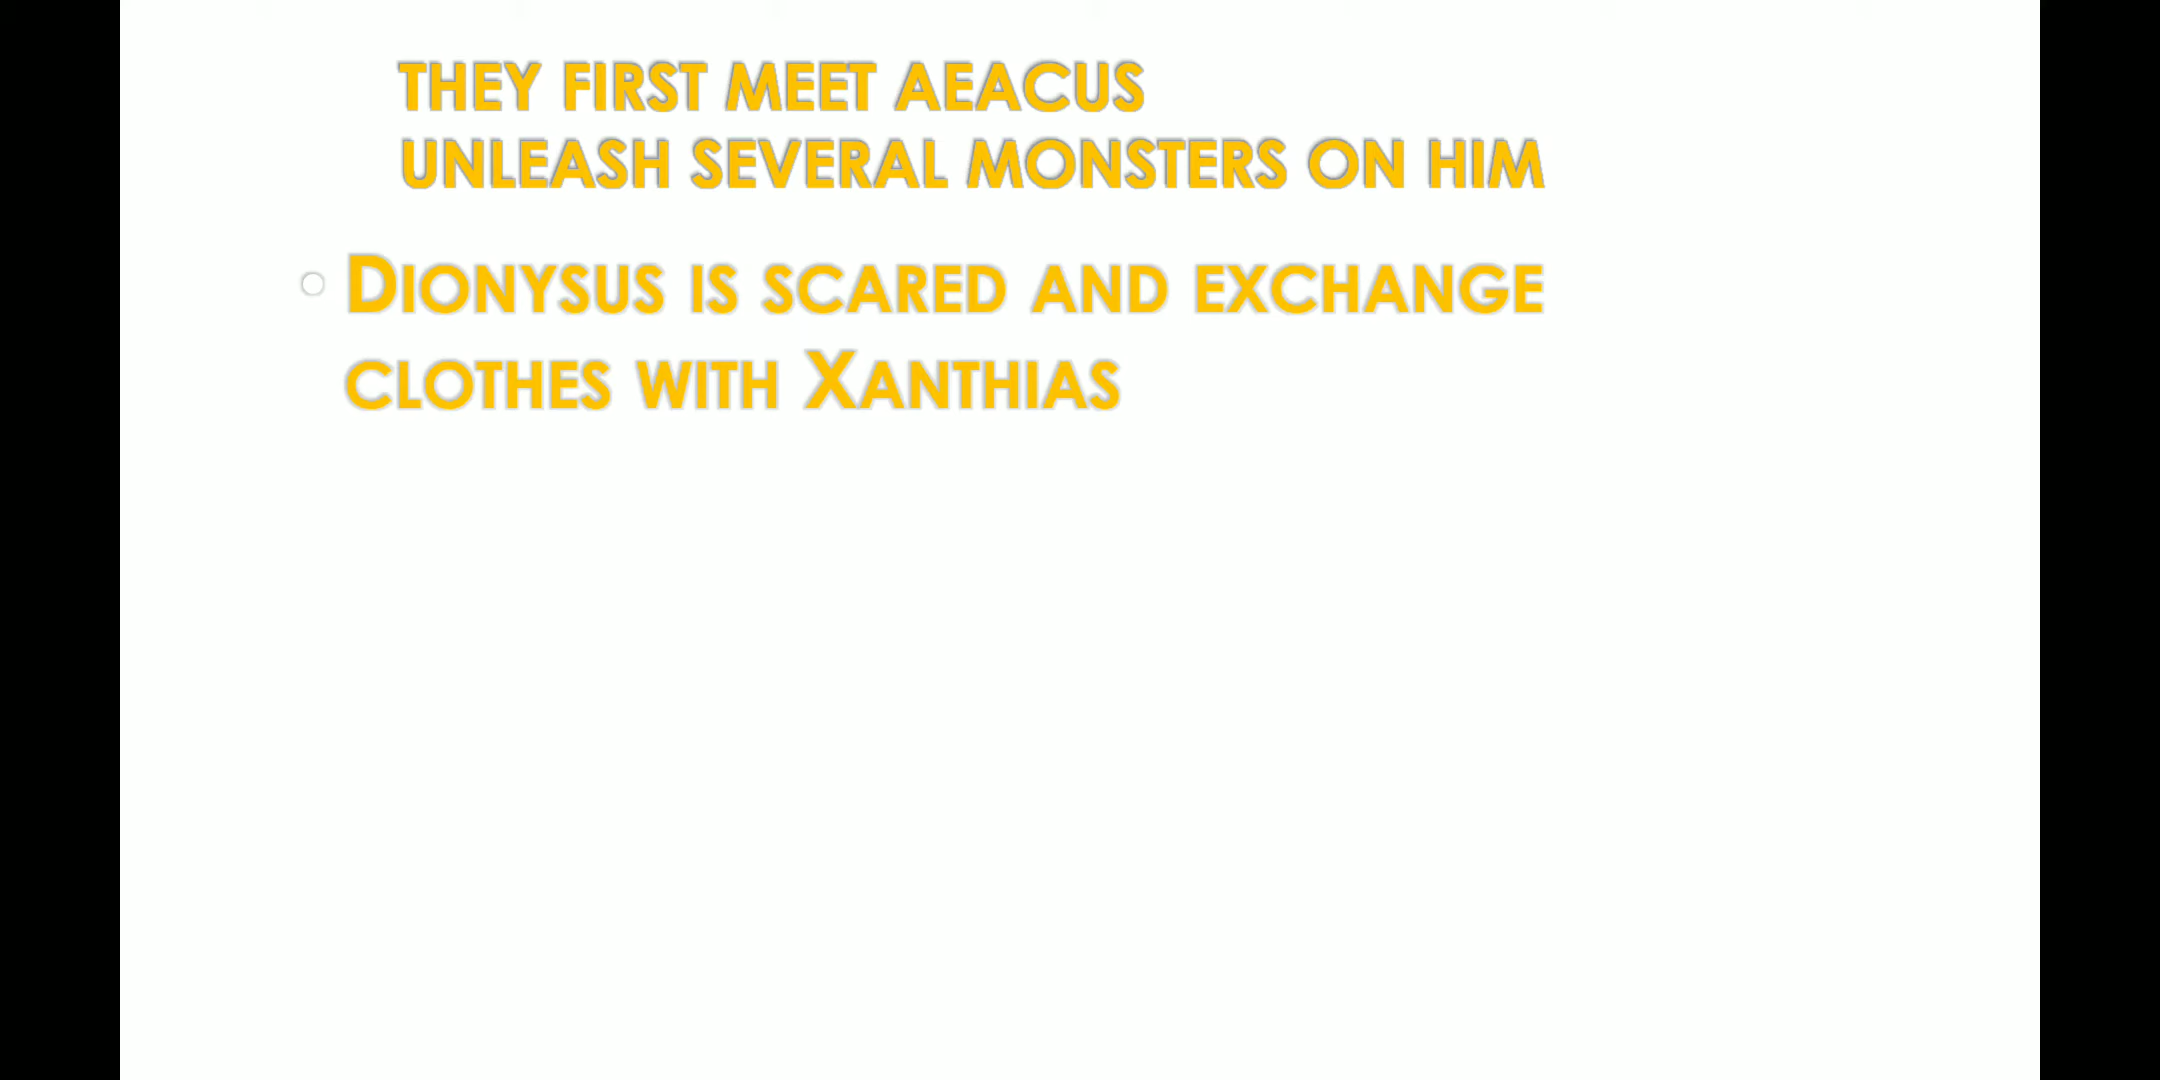 THEY FIRST MEET AEACUS
UNLEASH SEVERAL MONSTERS ON HIM
DIONYSUS IS SCARED AND EXCHANGE
CLOTHES WITH XANTHIAS